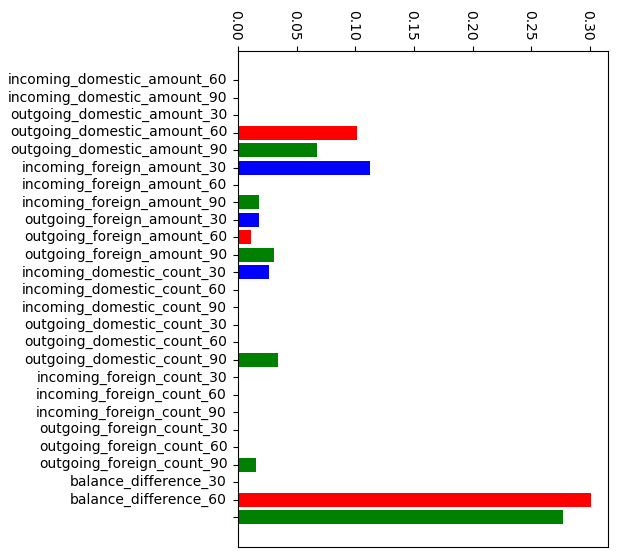 0.00 0.05 0.10 0.15 0.20 0.25 0.30
incoming_domestic_amount_60
incoming_domestic_amount_90
outgoing_domestic_amount_30
outgoing_domestic_amount_60
outgoing_domestic_amount_90
incoming_foreign_amount_30
incoming_foreign_amount_60
incoming_foreign_amount_90
outgoing_foreign_amount_30
outgoing_foreign_amount_60
outgoing_foreign_amount_90
incoming_domestic_count_30
incoming_domestic_count_60
incoming_domestic_count_90
outgoing_domestic_count_30
outgoing_domestic_count_60
outgoing_domestic_count_90
incoming_foreign_count_30
incoming_foreign_count_60
incoming_foreign_count_90
outgoing_foreign_count_30
outgoing_foreign_count_60
outgoing_foreign_count_90
balance_difference_30
balance_difference_60